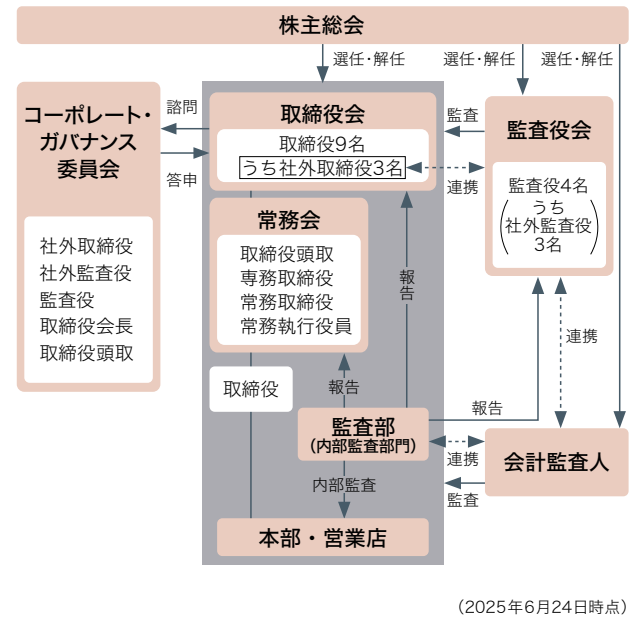 株主総会
選任・解任
選任・解任
選任・解任
コーポレート・
ガバナンス
委員会
社外取締役
社外監査役
監査役
取締役会長
取締役頭取
諮問
答申
取締役会
取締役9名
うち社外取締役3名
監査
連携
監査役会
監査役4名
うち
社外監査役
3名
常務会
取締役頭取
専務取締役
常務取締役
常務執行役員
報告
連携
取締役
報告
報告
監査部
（内部監査部門）
連携
会計監査人
内部監査
監査
本部・営業店
（2025年6月24日時点）